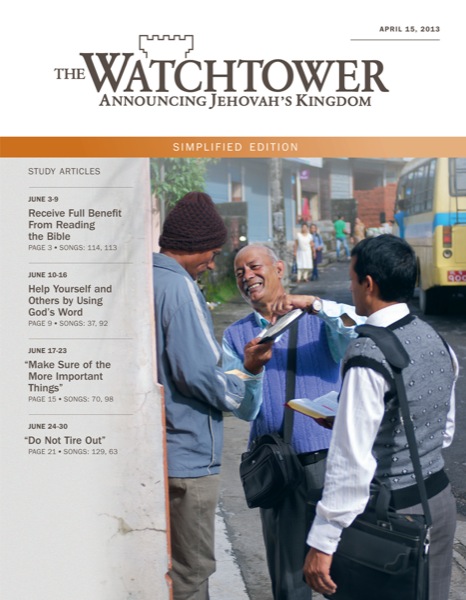 APRIL 15, 2013
THE WATCHTOWER
ANNOUNCING JEHOVAH'S KINGDOM
SIMPLIFIED EDITION
STUDY ARTICLES
JUNE 3-9
Receive Full Benefit
From Reading
the Bible
PAGE 3 • SONGS: 114, 113
JUNE 10-16
Help Yourself and
Others by Using
God's Word
PAGE 9 • SONGS: 37, 92
JUNE 17-23
“Make Sure of the
More Important
Things”
PAGE 15 • SONGS: 70, 98
JUNE 24-30
“Do Not Tire Out”
PAGE 21 • SONGS: 129, 63